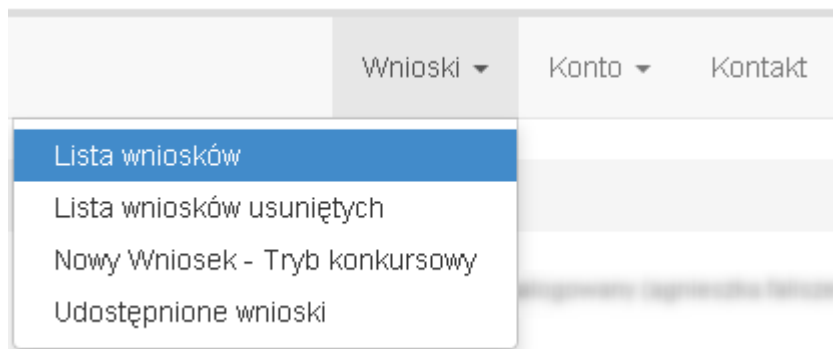 Wnioski Konto Kontakt
Lista wniosków
Lista wniosków usuniętych
Nowy Wniosek - Tryb konkursowy
Udostępnione wnioski